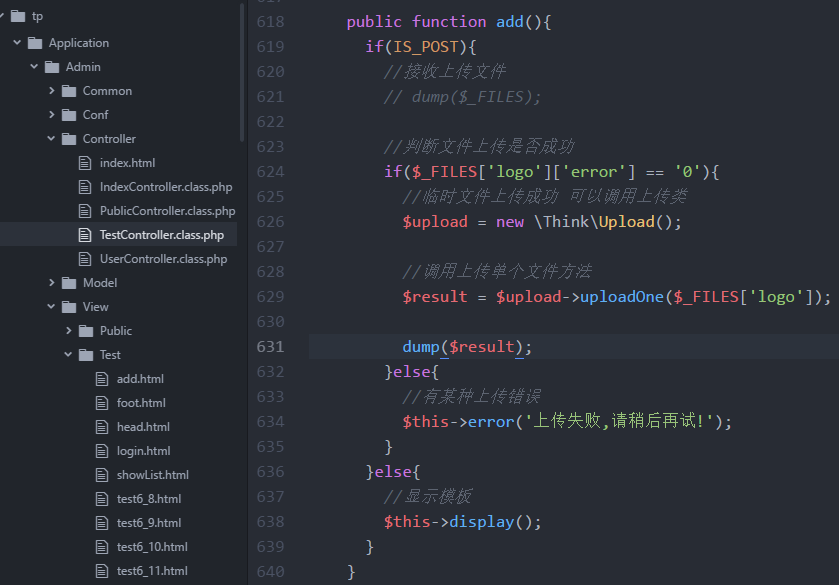 tp
Application
Admin
Common
Conf
Controller
index.html
IndexController.class.php
PublicController.class.php
TestController.class.php
UserController.class.php
Model
View
Public
Test
add.html
foot.html
head.html
login.html
showList.html
test6_8.html
test6_9.html
test6_10.html
test6_11.html
618 public function add(){
619 if(IS_POST){
620 //接收上传文件
621 // dump($_FILES);
622
623 //判断文件上传是否成功
624 if($_FILES['logo']['error'] == '0'){
625 //临时文件上传成功 可以调用上传类
626 $upload = new \Think\Upload();
627
628 //调用上传单个文件方法
629 $result = $upload->uploadOne($_FILES['logo']);
630
631 dump($result);
632 }else{
633 //有某种上传错误
634 $this->error('上传失败,请稍后再试!');
635 }
636 }else{
637 //显示模板
638 $this->display();
639 }
640 }